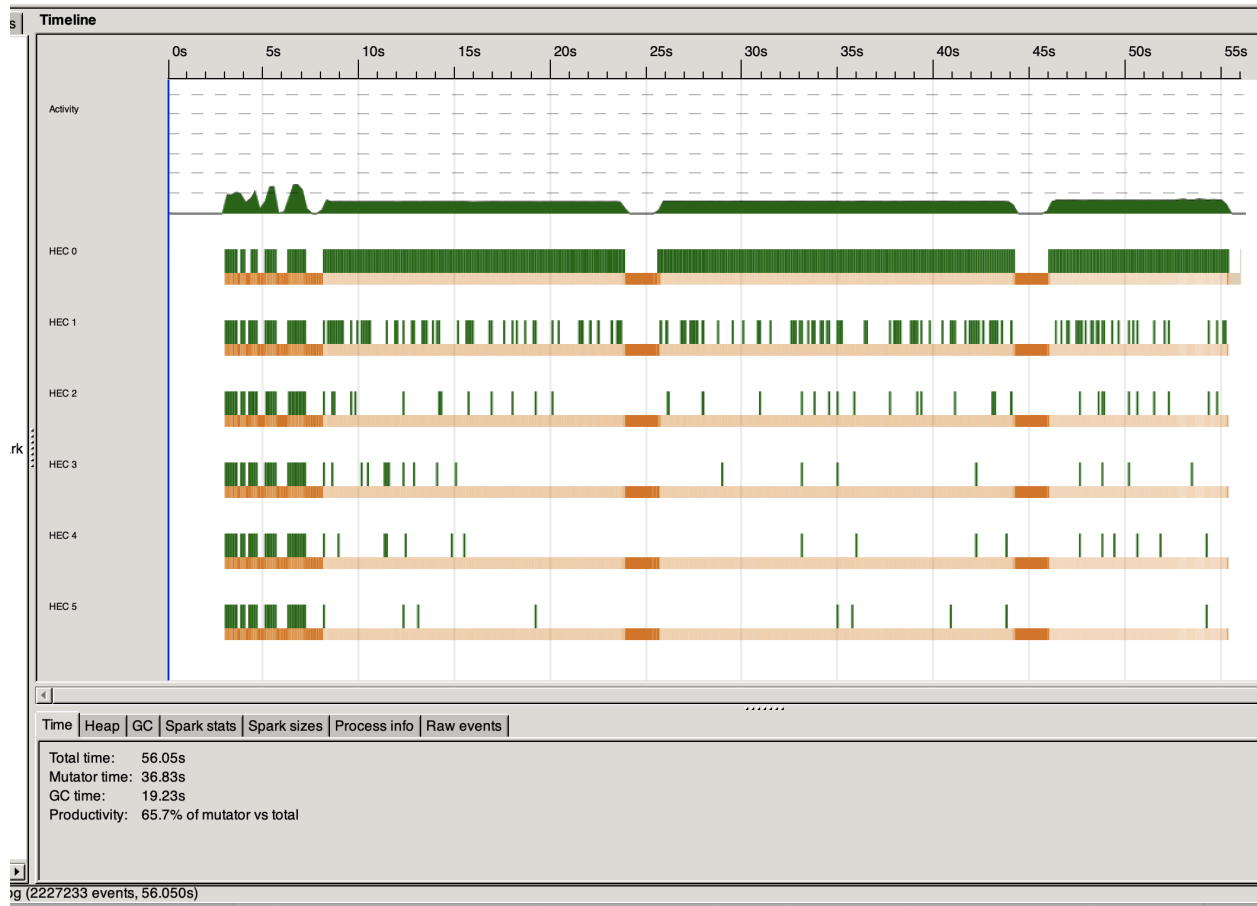 s Timeline
0s 5s 10s 15s 20s 25s 30s 35s 40s 45s 50s 55s
Activity
HEC 0
HEC 1
HEC 2
rk
HEC 3
HEC 4
HEC 5
Time Heap GC Spark stats Spark sizes Process info Raw events
Total time: 56.05s
Mutator time: 36.83s
GC time: 19.23s
Productivity: 65.7% of mutator vs total
og (2227233 events, 56.050s)